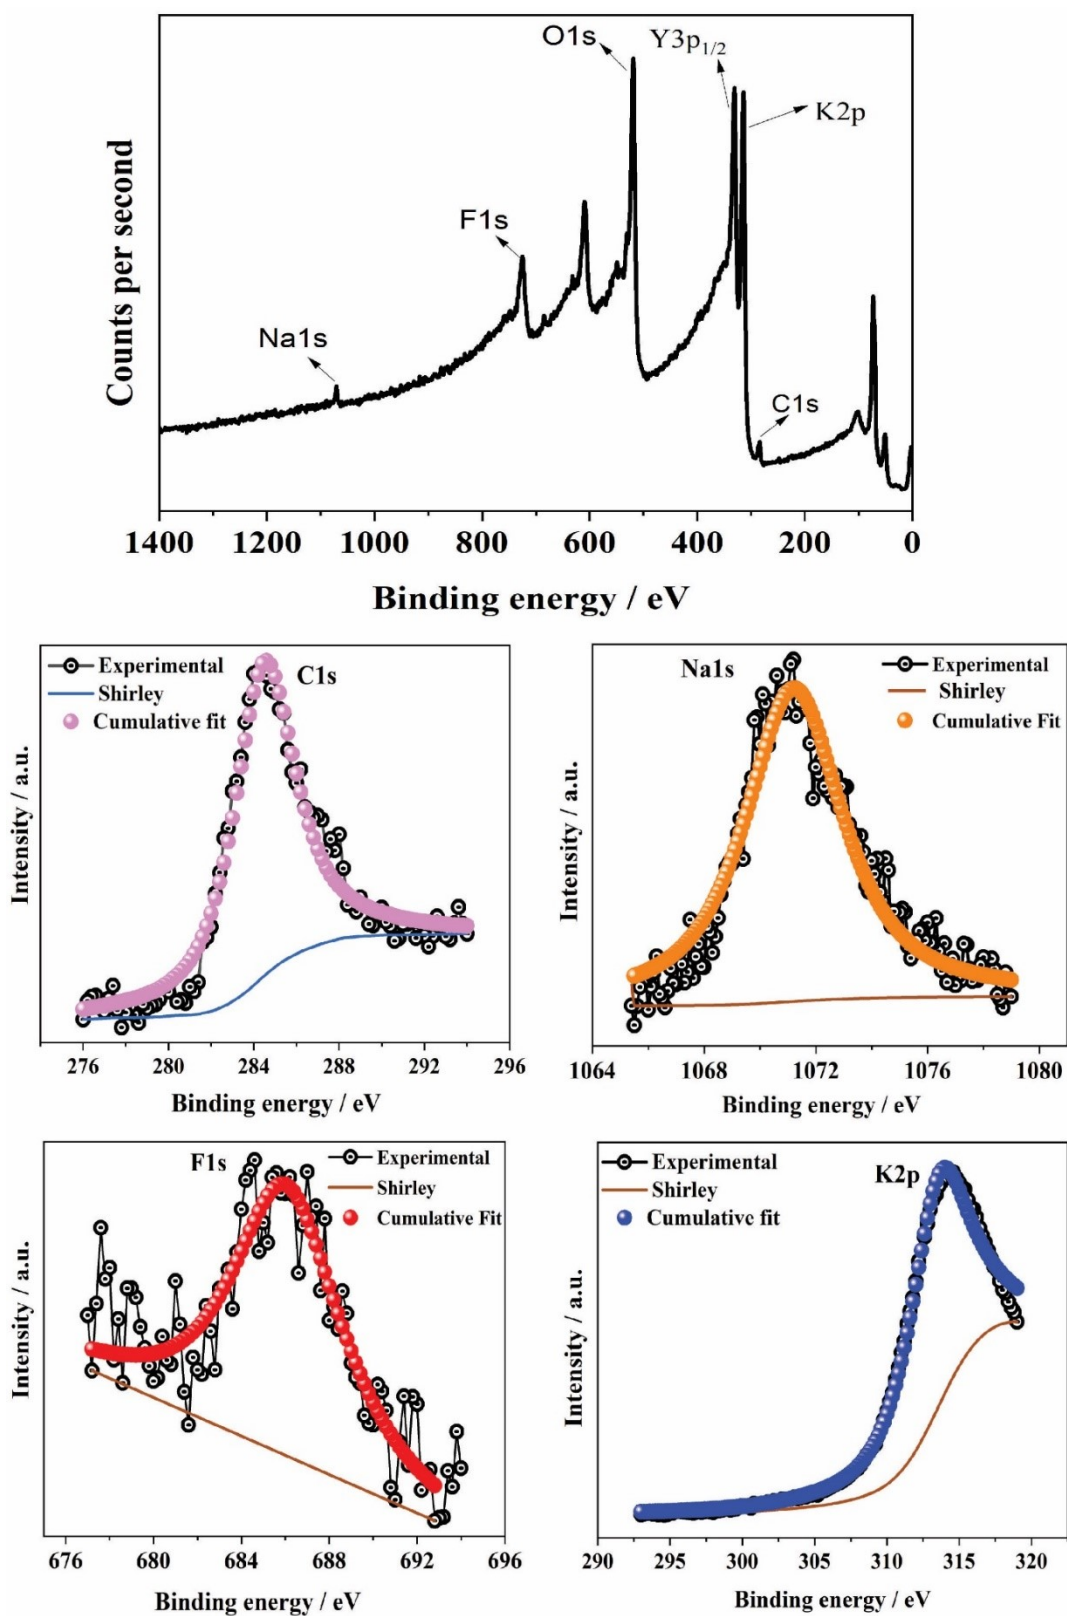 O1s
Y3p1/2
K2p
F1s
Na1s
C1s
Counts per second
1400 1200 1000 800 600 400 200 0
Binding energy / eV
Experimental
Shirley
Cumulative fit
C1s
Intensity / a.u.
276 280 284 288 292 296
Binding energy / eV
Na1s
Experimental
Shirley
Cumulative Fit
Intensity / a.u.
1064 1068 1072 1076 1080
Binding energy / eV
F1s
Experimental
Shirley
Cumulative Fit
Intensity / a.u.
676 680 684 688 692 696
Binding energy / eV
Experimental
Shirley
Cumulative fit
K2p
Intensity / a.u.
290 295 300 305 310 315 320
Binding energy / eV